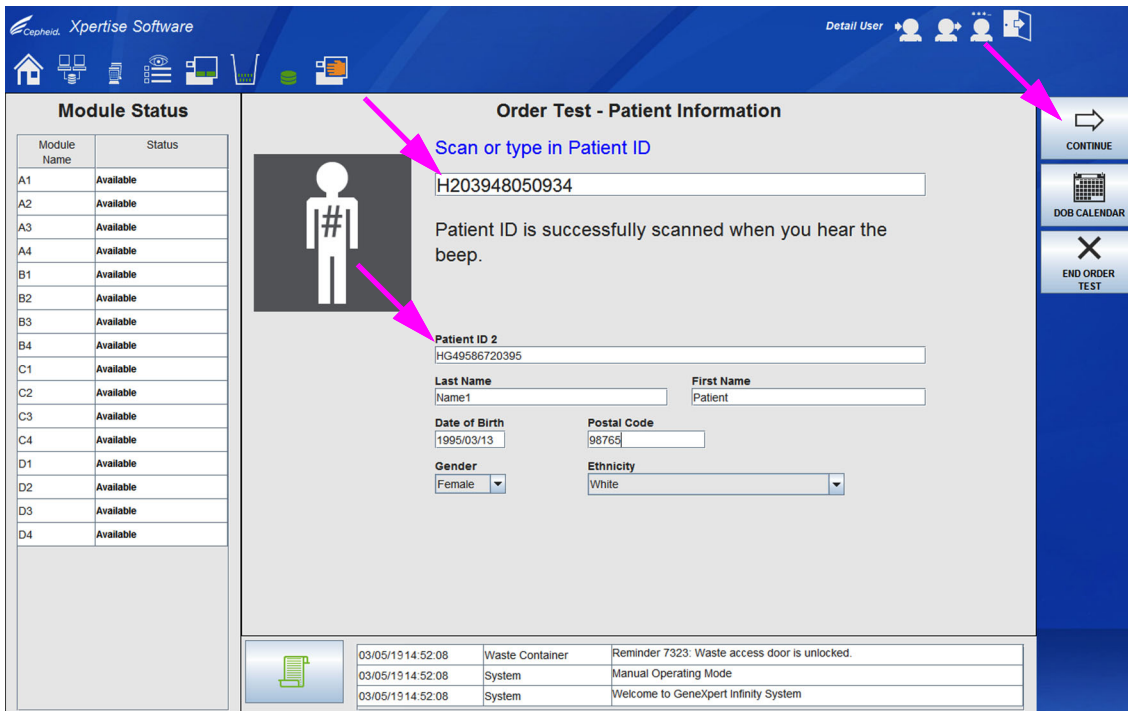 Cepheid. Xpertise Software
Detail User
Module Status
Module Name Status
A1 Available
A2 Available
A3 Available
A4 Available
B1 Available
B2 Available
B3 Available
B4 Available
C1 Available
C2 Available
C3 Available
C4 Available
D1 Available
D2 Available
D3 Available
D4 Available
Order Test - Patient Information
Scan or type in Patient ID
H203948050934
#
Patient ID is successfully scanned when you hear the
beep.
Patient ID 2
HG49586720395
Last Name First Name
Name1 Patient
Date of Birth Postal Code
1995/03/13 98765
Gender Ethnicity
Female White
CONTINUE
DOB CALENDAR
END ORDER
TEST
03/05/1914:52:08 Waste Container Reminder 7323: Waste access door is unlocked.
03/05/1914:52:08 System Manual Operating Mode
03/05/1914:52:08 System Welcome to GeneXpert Infinity System